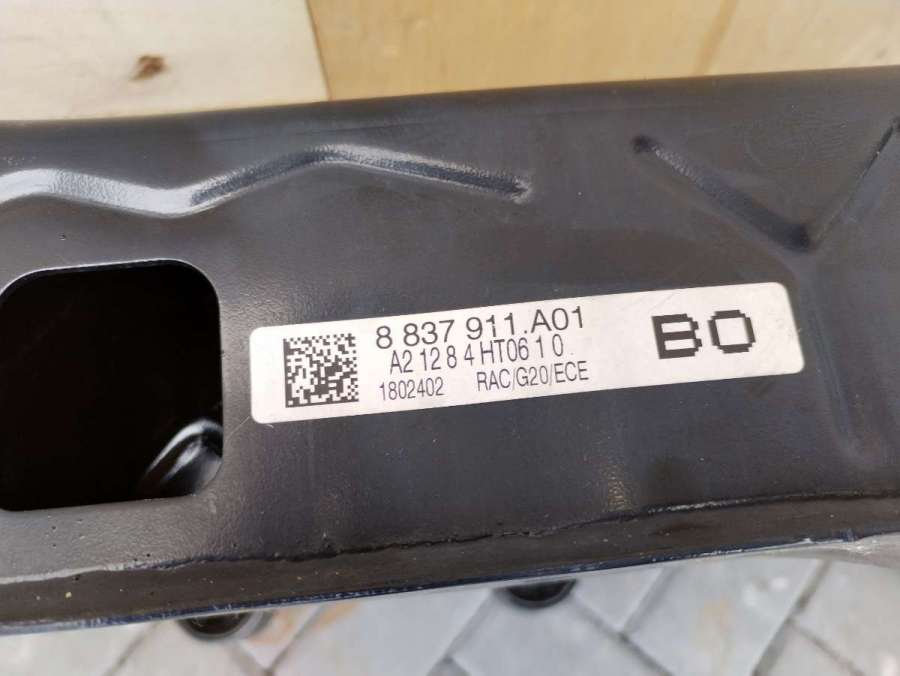 8 837 911.A01
A2 12 8 4 HT06 1 0
1802402 RAC/G20/ECE
BO